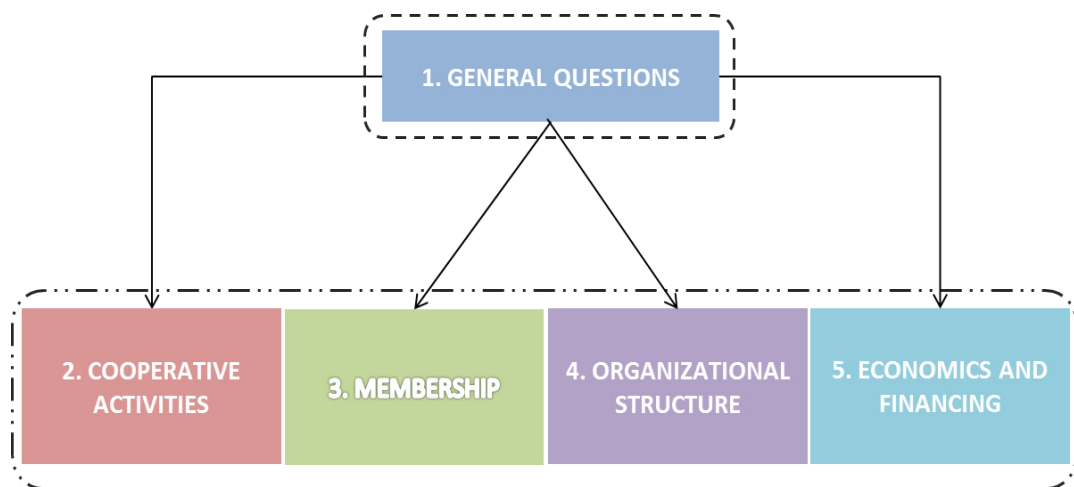 1. GENERAL QUESTIONS
2. COOPERATIVE
ACTIVITIES
3. MEMBERSHIP
4. ORGANIZATIONAL
STRUCTURE
5. ECONOMICS AND
FINANCING